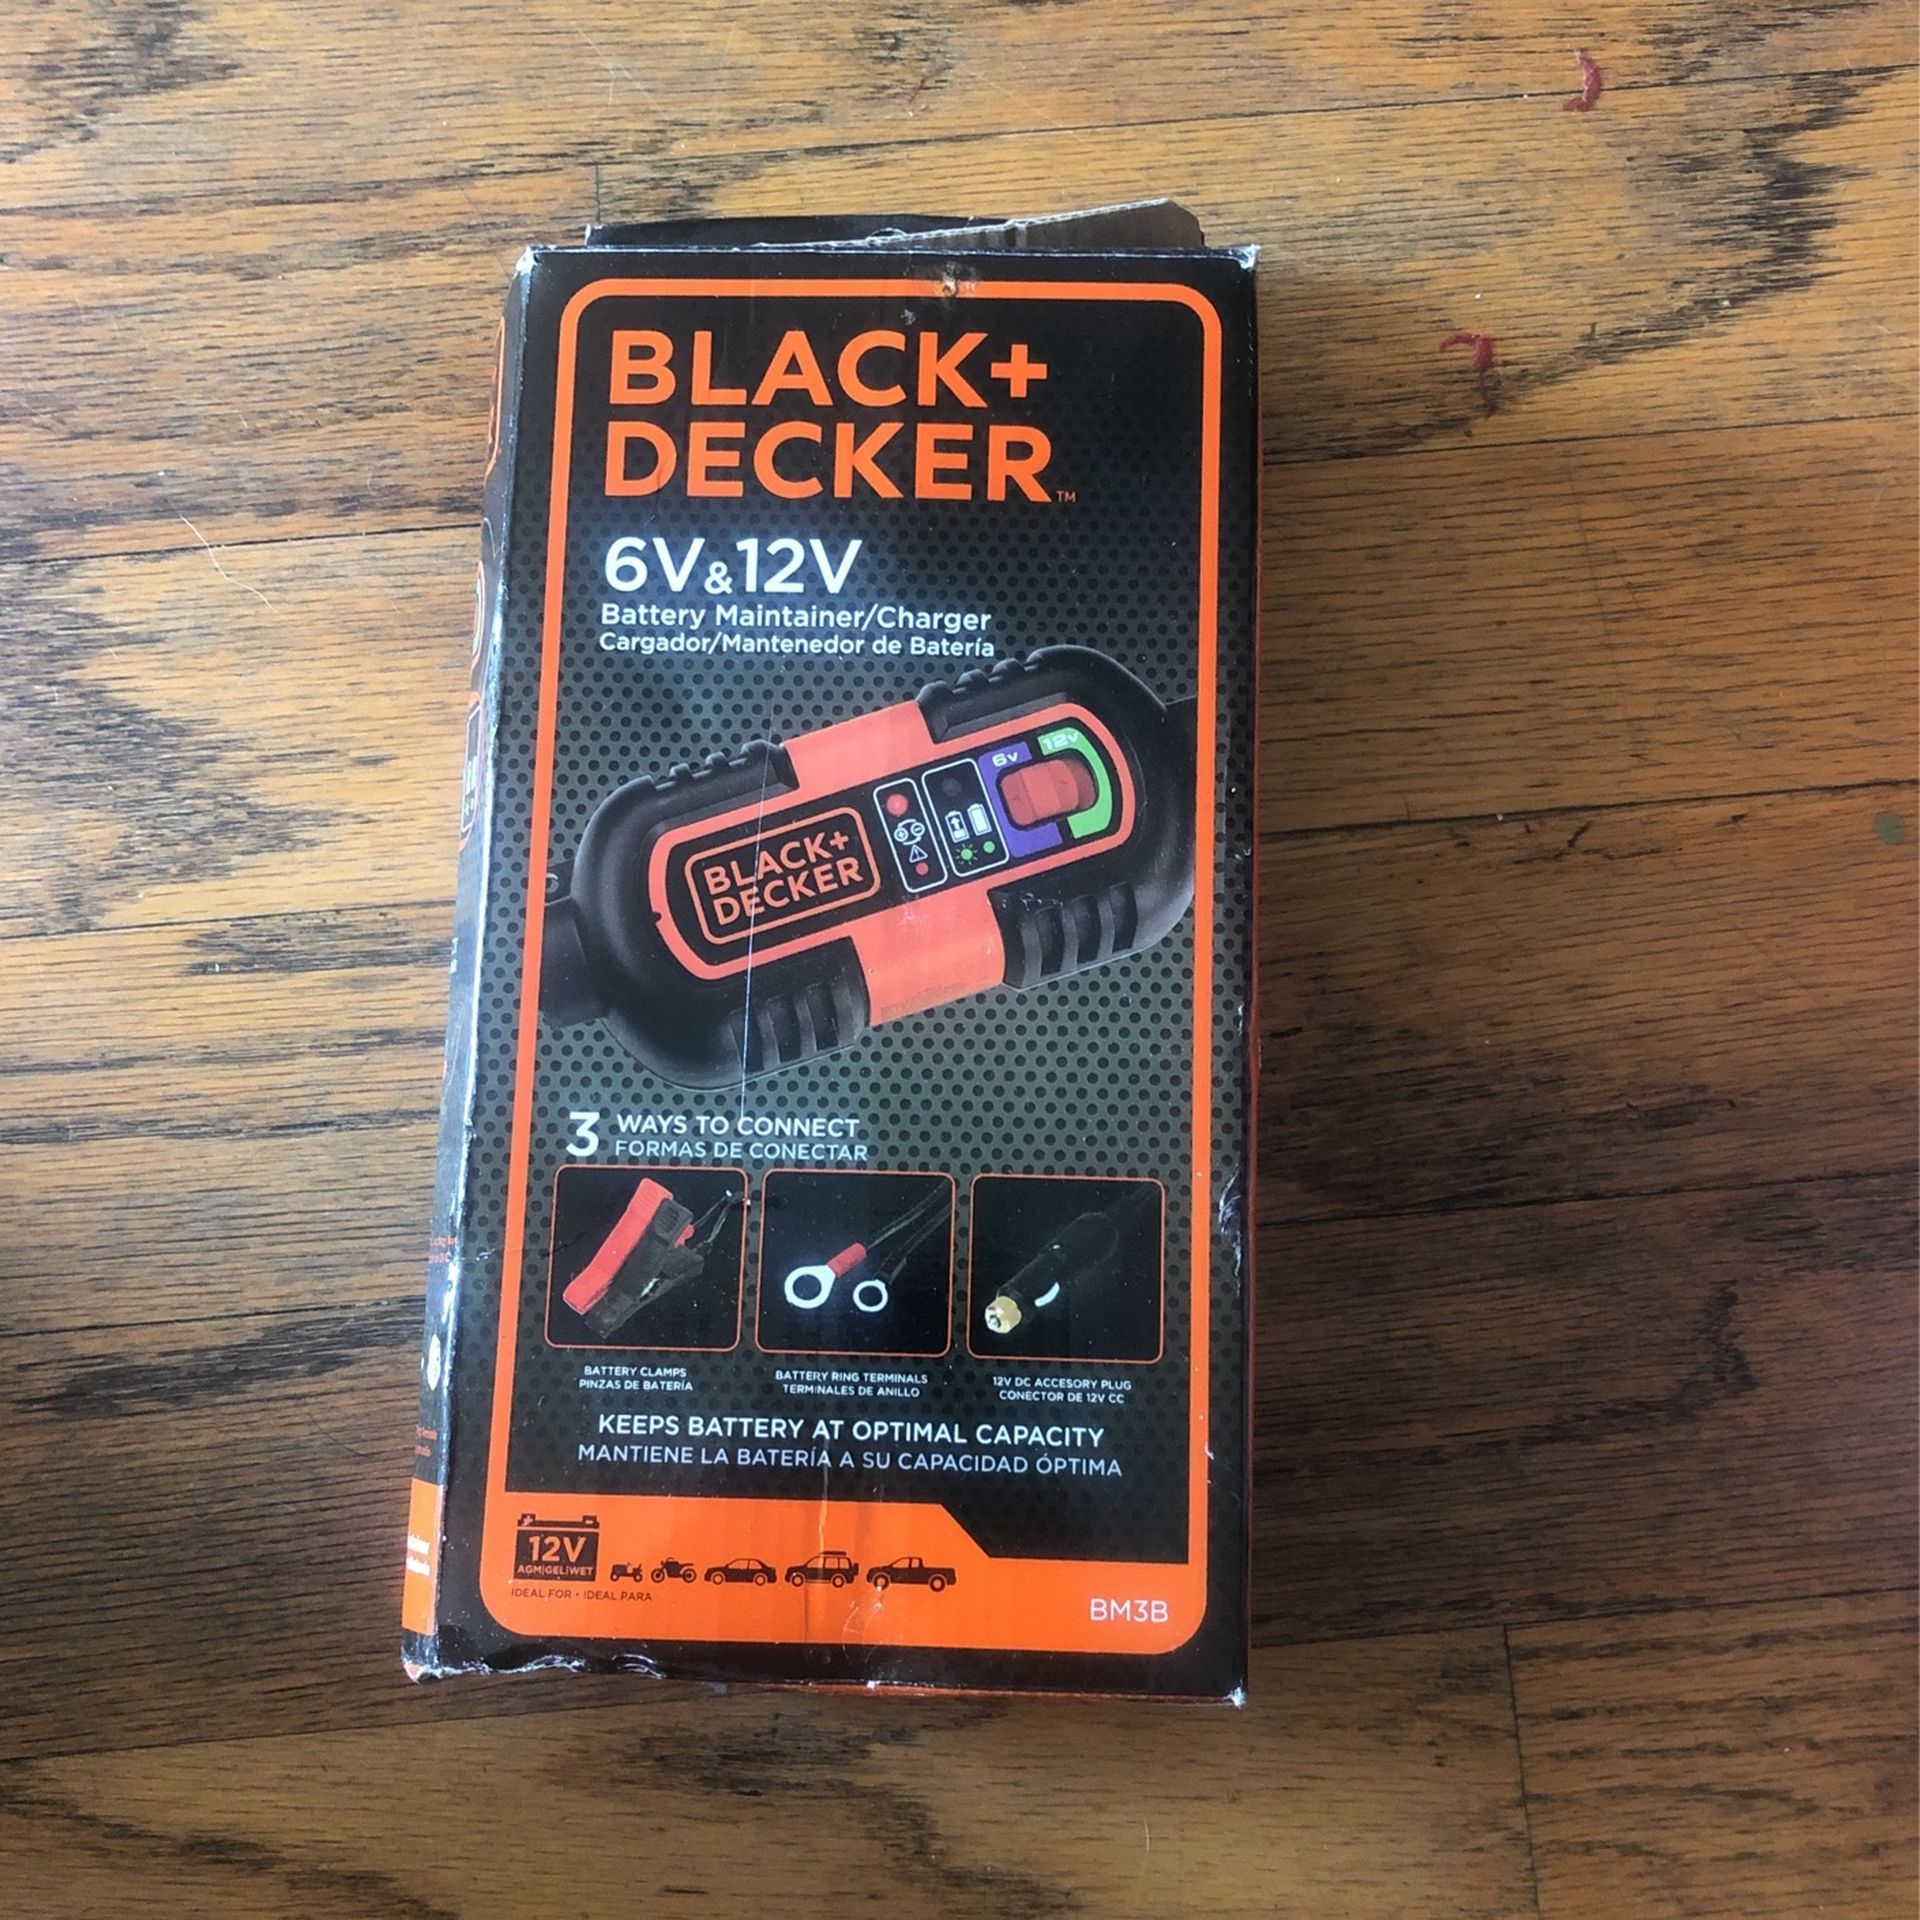 BLACK+
DECKER™
6V&12V
Battery Maintainer/Charger
Cargador/Mantenedor de Batería
6V 12V
BLACK+
DECKER
3 WAYS TO CONNECT
FORMAS DE CONECTAR
BATTERY CLAMPS
PINZAS DE BATERÍA
BATTERY RING TERMINALS
TERMINALES DE ANILLO
12V DC ACCESORY PLUG
CONECTOR DE 12V CC
KEEPS BATTERY AT OPTIMAL CAPACITY
MANTIENE LA BATERÍA A SU CAPACIDAD ÓPTIMA
12V
AGM|GEL|WET
IDEAL FOR • IDEAL PARA
BM3B